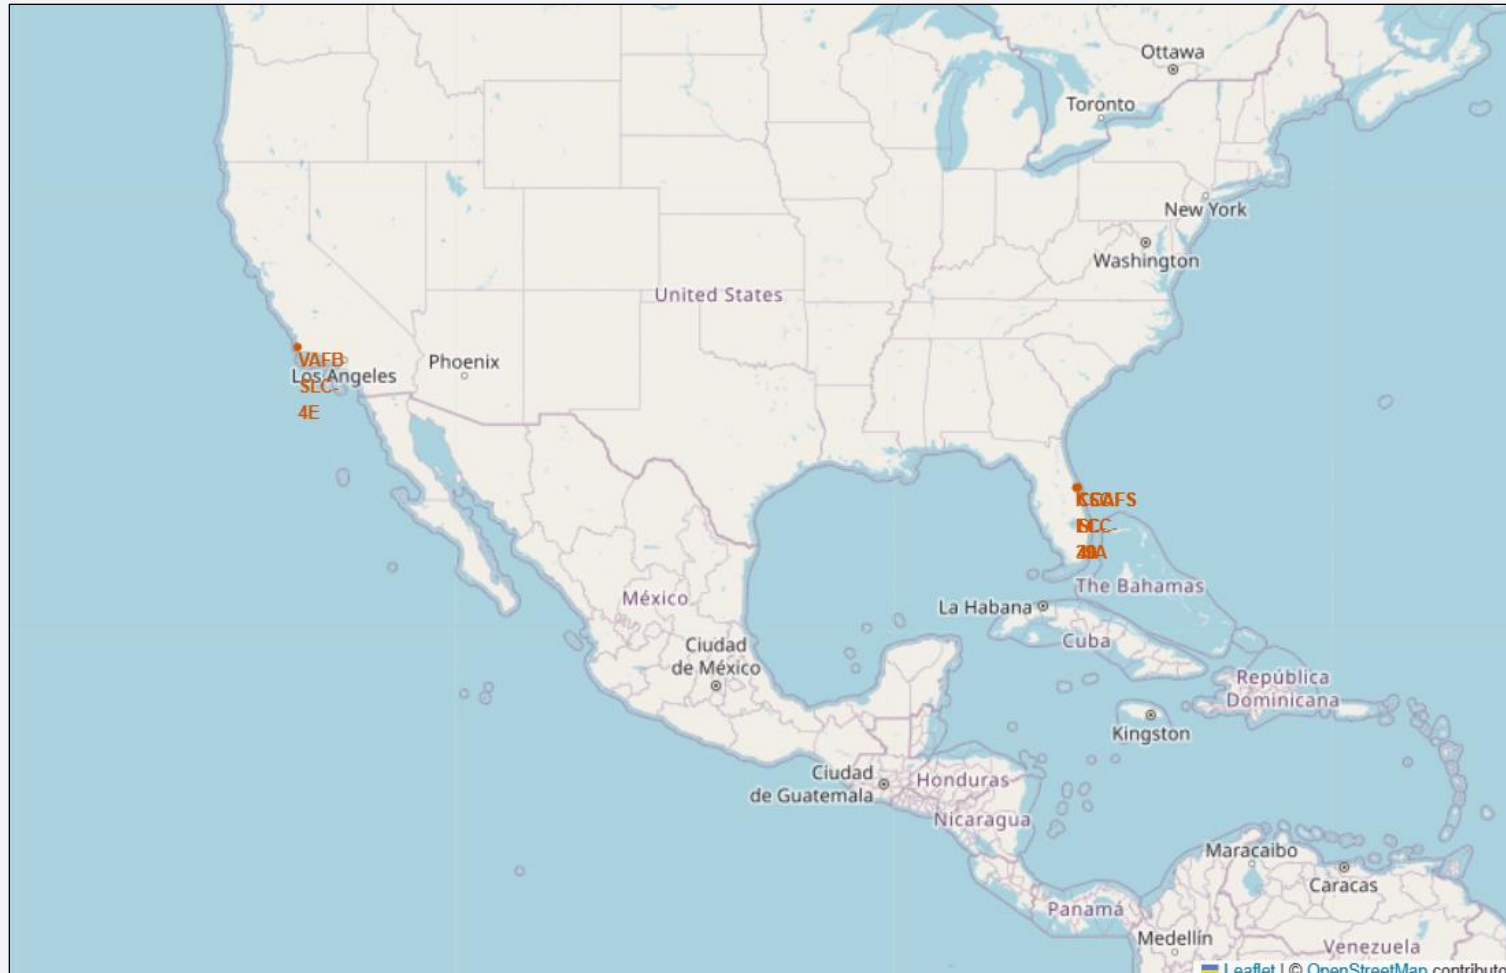 Ottawa
Toronto
New York
Washington
United States
VAFB
Los Angeles
SLC-
4E
Phoenix
The Bahamas
La Habana
Cuba
México
Ciudad
de México
República
Dominicana
Kingston
Ciudad
de Guatemala
Honduras
Nicaragua
Maracaibo
Caracas
Panamá
Medellín
Venezuela
Leaflet | © OpenStreetMap contribute